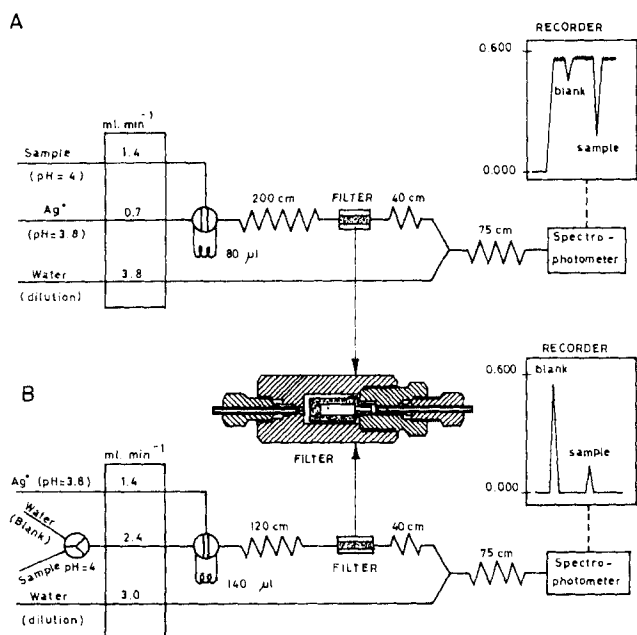 A
RECORDER
0.600
blank
sample
0.000
ml. min⁻¹
Sample
1.4
(pH = 4)
200 cm
FILTER
40 cm
Ag⁺
0.7
(pH=3.8)
80 µl
75 cm
Spectro-
photometer
Water
3.8
(dilution)
RECORDER
blank
0.600
B
FILTER
sample
0.000
ml. min⁻¹
Ag⁺ (pH=3.8)
1.4
Water
(Blank)
120 cm
40 cm
2.4
Sample pH=4
FILTER
140 µl
75 cm
Spectro-
photometer
Water
3.0
(dilution)